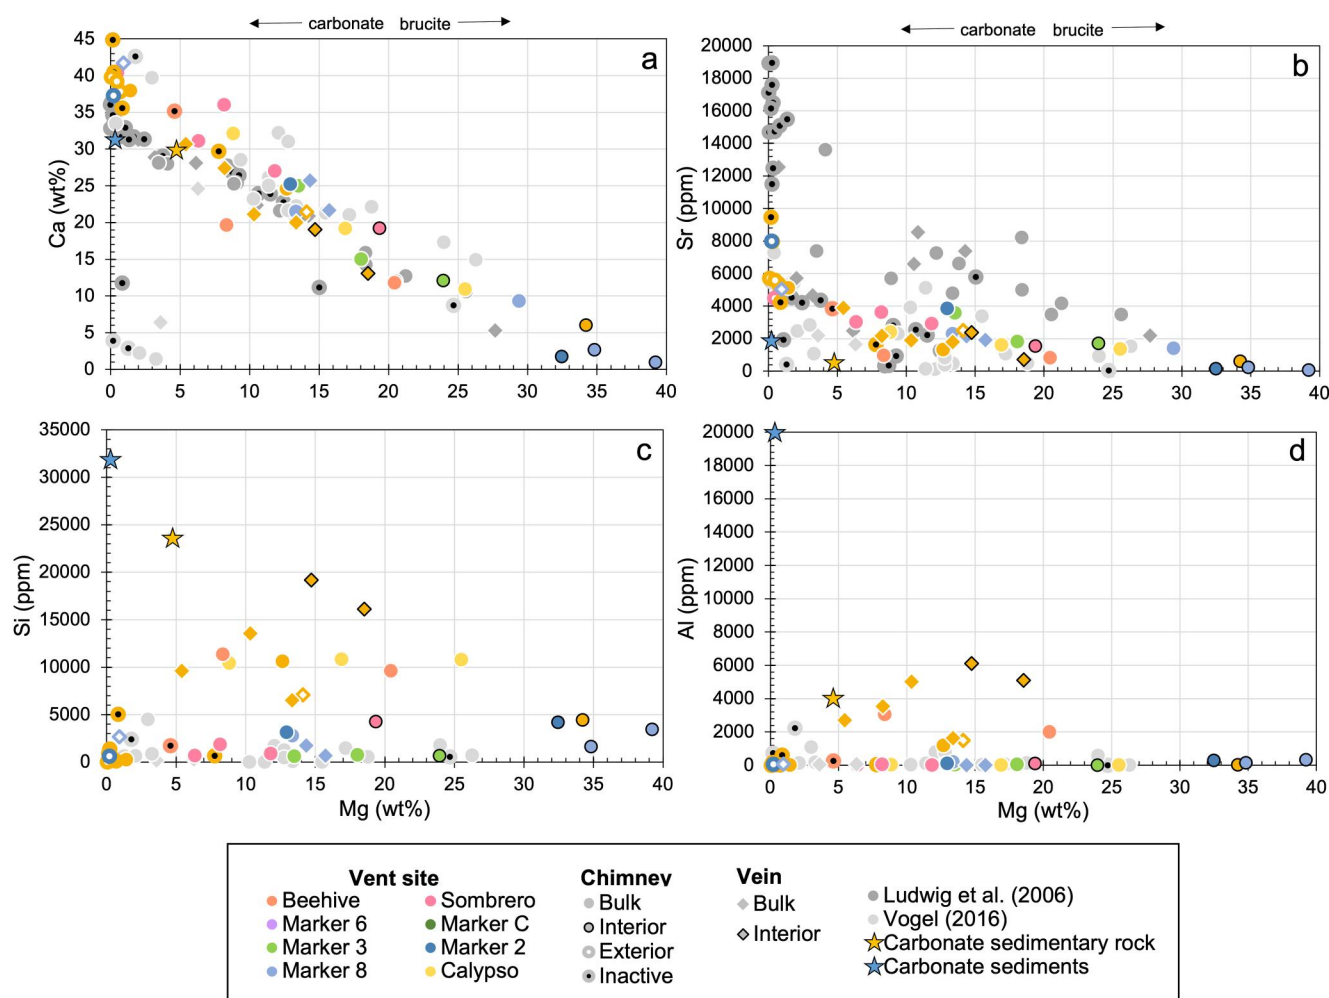 carbonate brucite
carbonate brucite
a
45
40
35
30
25
20
15
10
5
0
Ca (wt%)
0 5 10 15 20 25 30 35 40
b
20000
18000
16000
14000
12000
10000
8000
6000
4000
2000
0
Sr (ppm)
0 5 10 15 20 25 30 35 40
c
35000
30000
25000
20000
15000
10000
5000
0
Si (ppm)
0 5 10 15 20 25 30 35 40
Mg (wt%)
d
20000
18000
16000
14000
12000
10000
8000
6000
4000
2000
0
Al (ppm)
0 5 10 15 20 25 30 35 40
Mg (wt%)
Vent site
Beehive
Marker 6
Marker 3
Marker 8
Sombrero
Marker C
Marker 2
Calypso
Chimney
Bulk
Interior
Exterior
Inactive
Vein
Bulk
Interior
Ludwig et al. (2006)
Vogel (2016)
Carbonate sedimentary rock
Carbonate sediments